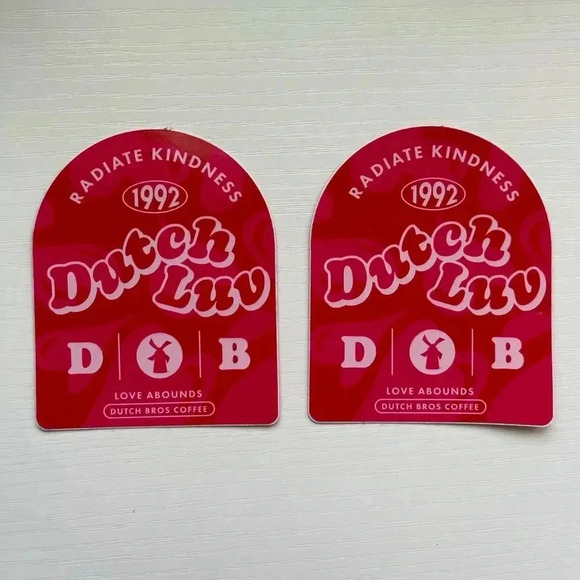 RADIATE KINDNESS
1992
Dutch
Luv
D B
LOVE ABOUNDS
DUTCH BROS COFFEE
RADIATE KINDNESS
1992
Dutch
Luv
D B
LOVE ABOUNDS
DUTCH BROS COFFEE